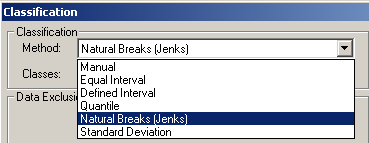 Classification
Classification
Method: Natural Breaks (Jenks)
Manual
Classes: Equal Interval
Defined Interval
Data Exclusi Quantile
Natural Breaks (Jenks)
Standard Deviation